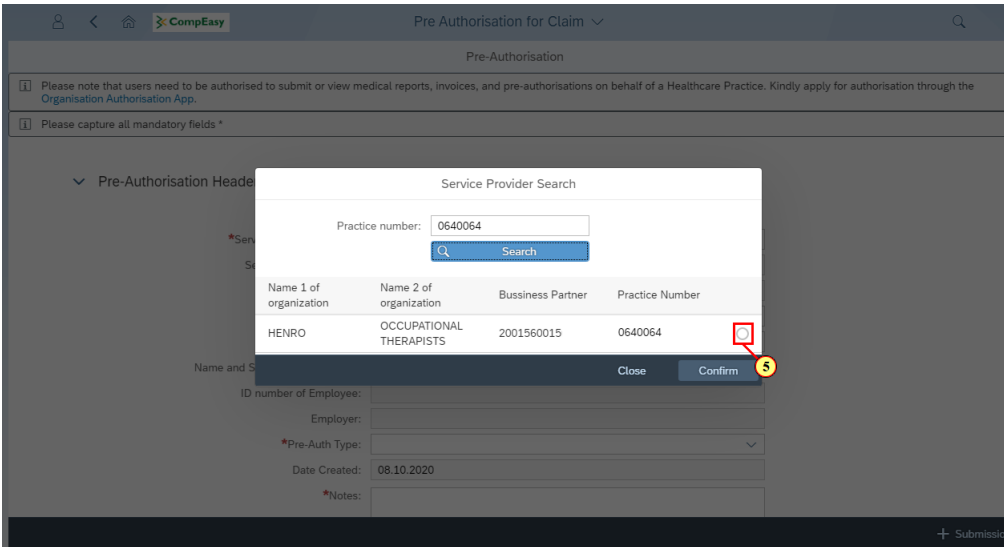 CompEasy
Pre Authorisation for Claim
Pre-Authorisation
Please note that users need to be authorised to submit or view medical reports, invoices, and pre-authorisations on behalf of a Healthcare Practice. Kindly apply for authorisation through the
Organisation Authorisation App.
Please capture all mandatory fields *
Pre-Authorisation Heade
Service Provider Search
Practice number: 0640064
Search
*Serv
Se
Name 1 of organization Name 2 of organization Bussiness Partner Practice Number
HENRO OCCUPATIONAL THERAPISTS 2001560015 0640064
5
Close Confirm
Name and S
ID number of Employee:
Employer:
*Pre-Auth Type:
Date Created: 08.10.2020
*Notes:
+ Submissio